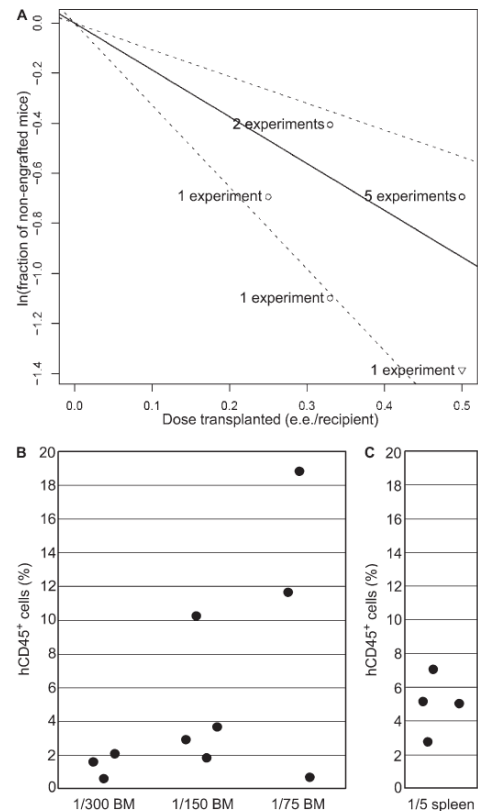 A
ln(fraction of non-engrafted mice)
0.0
−0.2
−0.4
−0.6
−0.8
−1.0
−1.2
−1.4
2 experiments
1 experiment
5 experiments
1 experiment
1 experiment
0.0 0.1 0.2 0.3 0.4 0.5
Dose transplanted (e.e./recipient)
B
hCD45+ cells (%)
20
18
16
14
12
10
8
6
4
2
0
1/300 BM 1/150 BM 1/75 BM
C
hCD45+ cells (%)
20
18
16
14
12
10
8
6
4
2
0
1/5 spleen